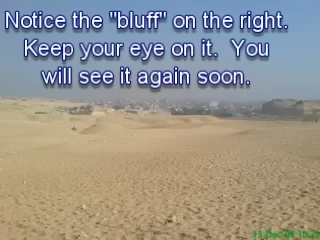 Notice the "bluff" on the right.
Keep your eye on it. You
will see it again soon.